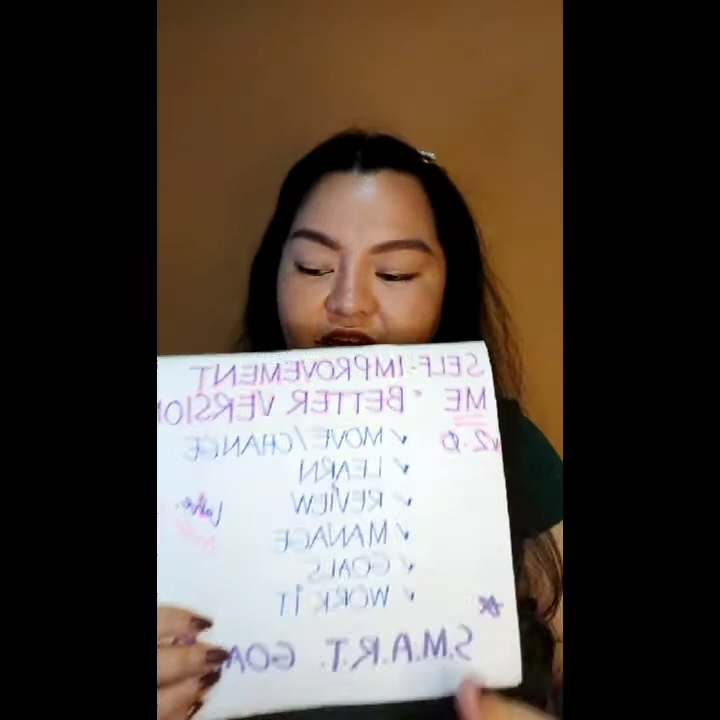 SELF-IMPROVEMENT
ME * BETTER VERSION
v2.0
✓ MOVE/CHANGE
✓ LEARN
✓ REVIEW
✓ MANAGE
✓ GOALS
✓ WORK IT
S.M.A.R.T. GOA